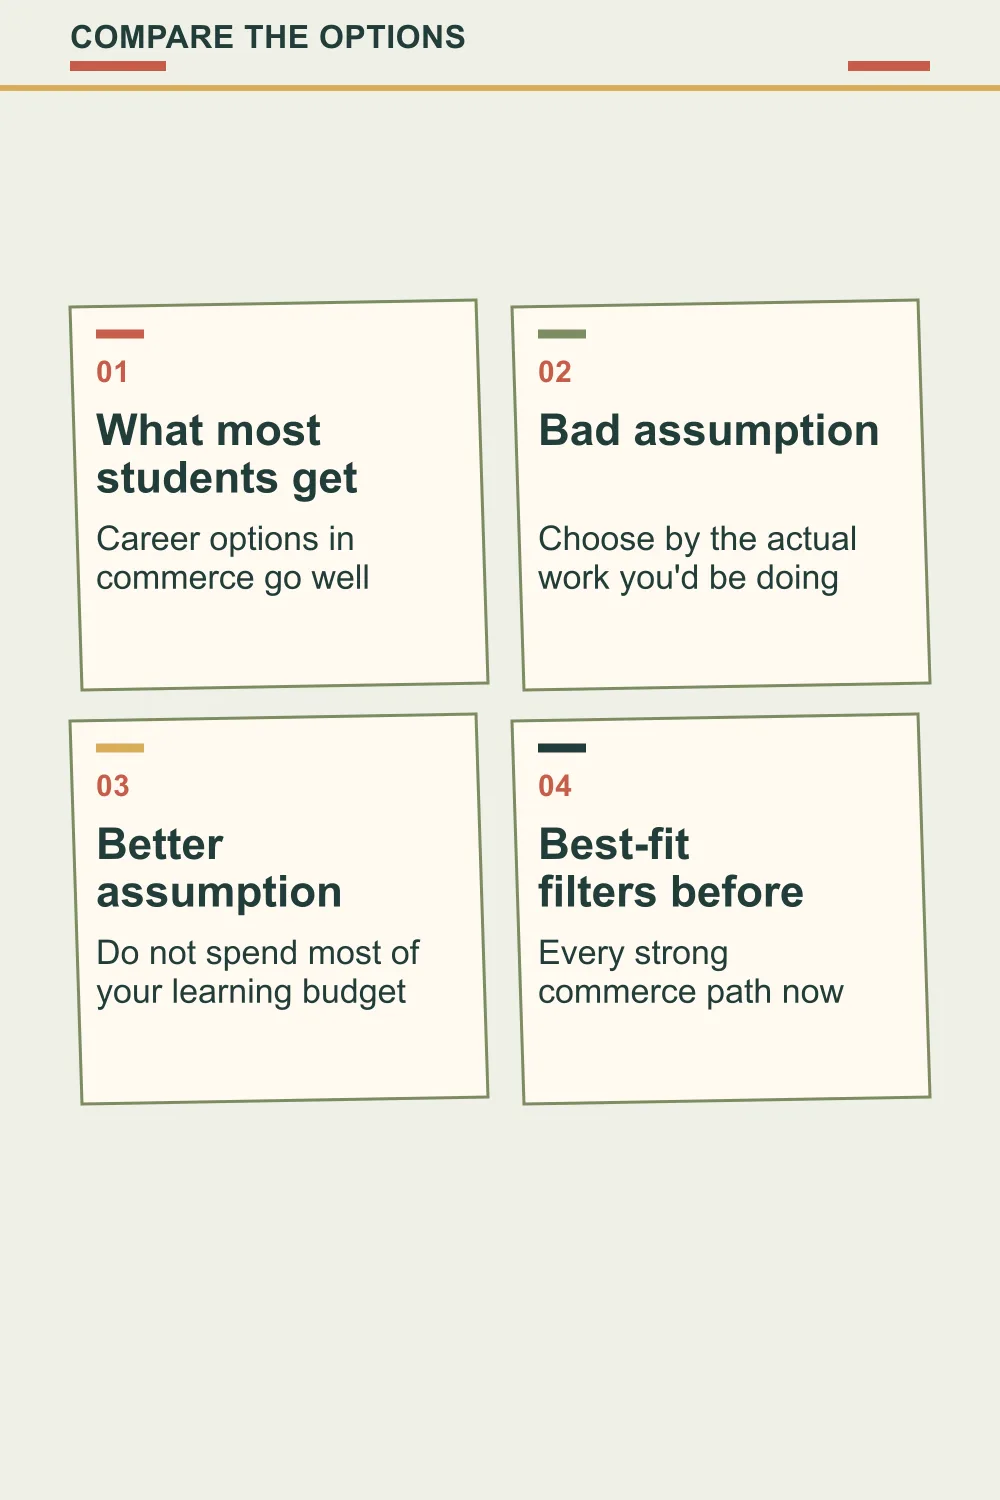 COMPARE THE OPTIONS
01
What most
students get
Career options in
commerce go well
02
Bad assumption
Choose by the actual
work you'd be doing
03
Better
assumption
Do not spend most of
your learning budget
04
Best-fit
filters before
Every strong
commerce path now